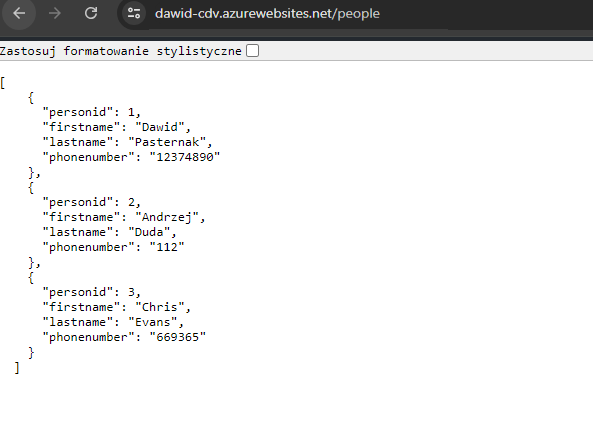 dawid-cdv.azurewebsites.net/people
Zastosuj formatowanie stylistyczne
[
{
"personid": 1,
"firstname": "Dawid",
"lastname": "Pasternak",
"phonenumber": "12374890"
},
{
"personid": 2,
"firstname": "Andrzej",
"lastname": "Duda",
"phonenumber": "112"
},
{
"personid": 3,
"firstname": "Chris",
"lastname": "Evans",
"phonenumber": "669365"
}
]